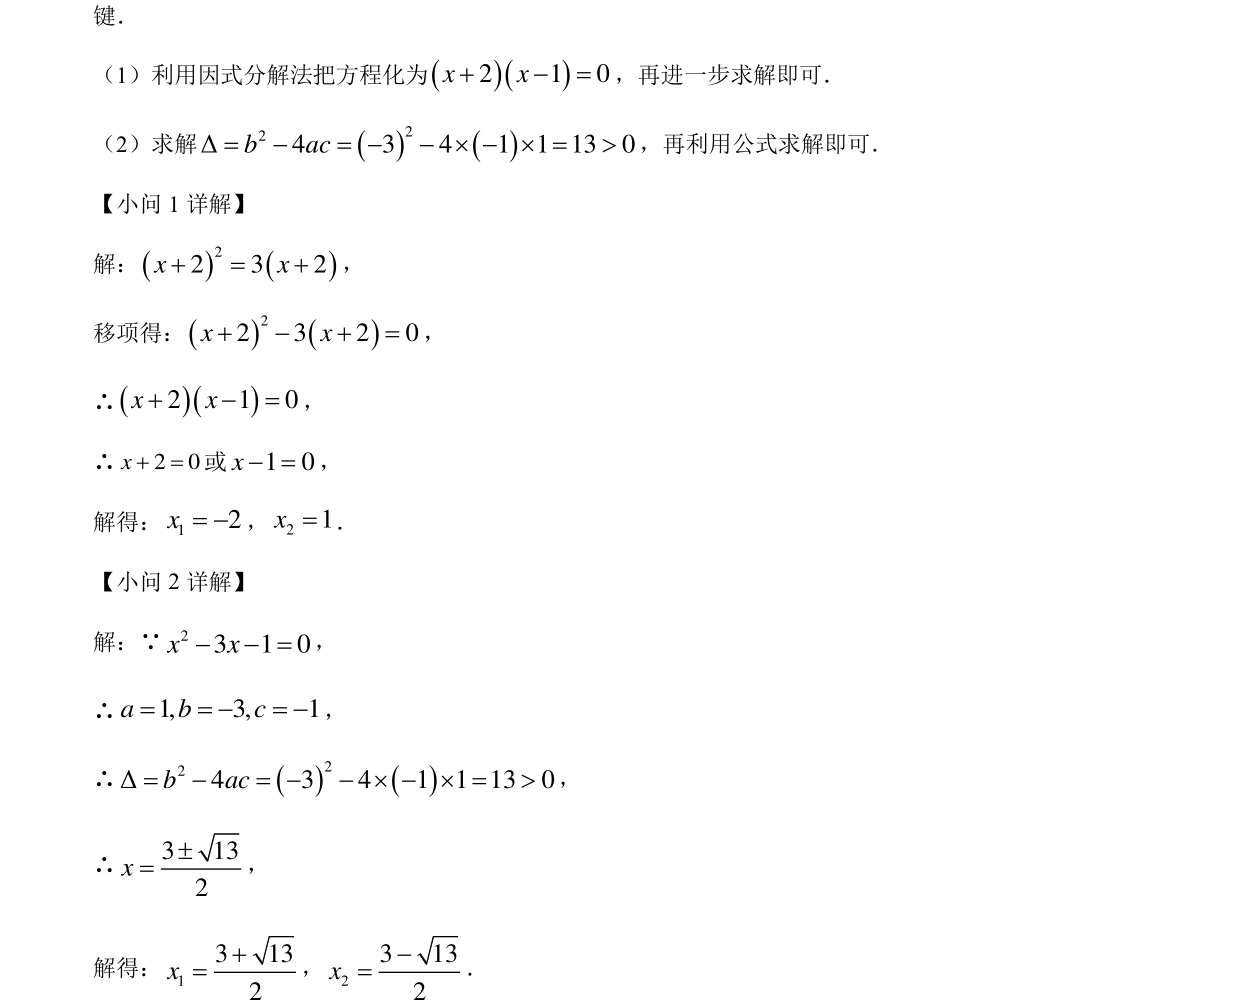 键.
（1）利用因式分解法把方程化为(x+2)(x−1)=0，再进一步求解即可.
（2）求解Δ=b²−4ac=(−3)²−4×(−1)×1=13>0，再利用公式求解即可.
【小问 1 详解】
解：(x+2)²=3(x+2)，
移项得：(x+2)²−3(x+2)=0，
∴(x+2)(x−1)=0，
∴x+2=0或x−1=0，
解得：x₁=−2，x₂=1.
【小问 2 详解】
解：∵x²−3x−1=0，
∴a=1,b=−3,c=−1，
∴Δ=b²−4ac=(−3)²−4×(−1)×1=13>0，
∴x=(3±√13)/2，
解得：x₁=(3+√13)/2，x₂=(3−√13)/2.